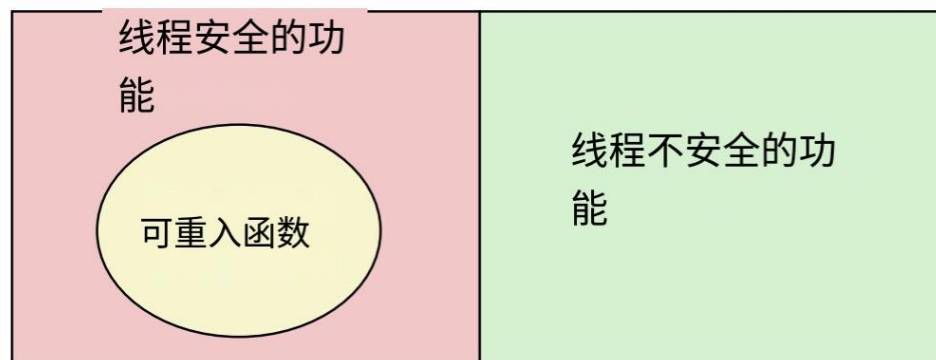 线程安全的功
能
可重入函数
线程不安全的功
能